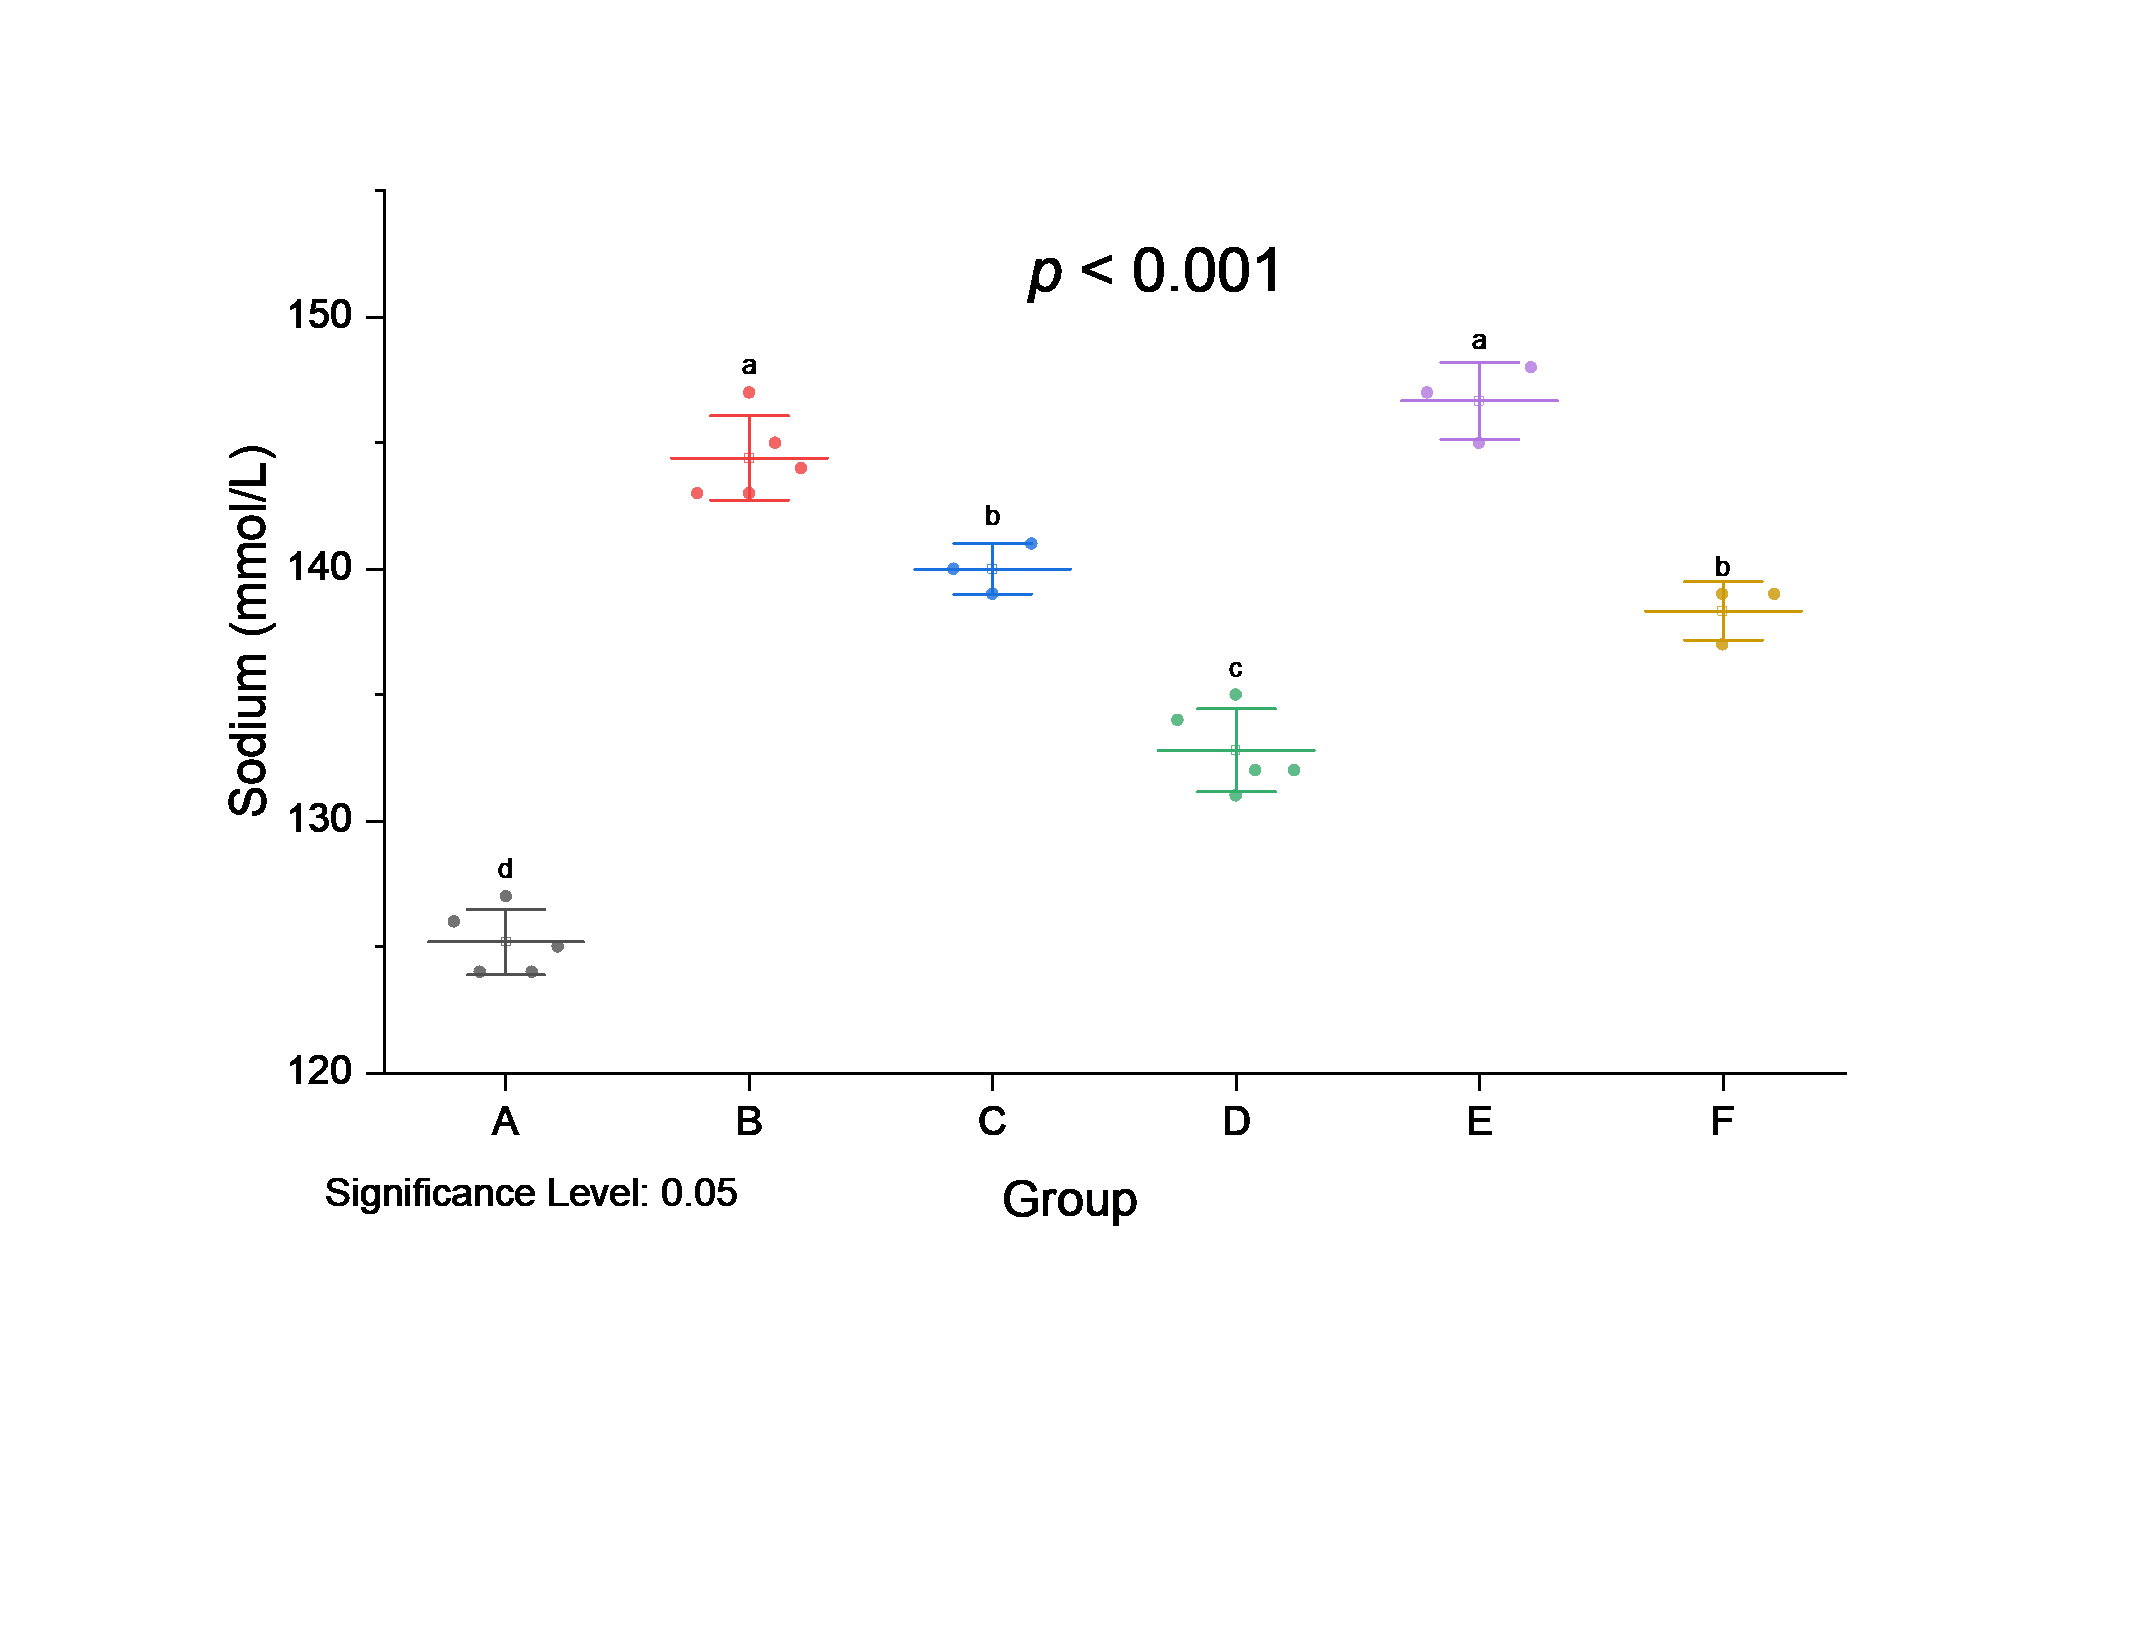 p < 0.001
150
a
a
b
140
b
c
130
d
120
Sodium (mmol/L)
A B C D E F
Significance Level: 0.05
Group